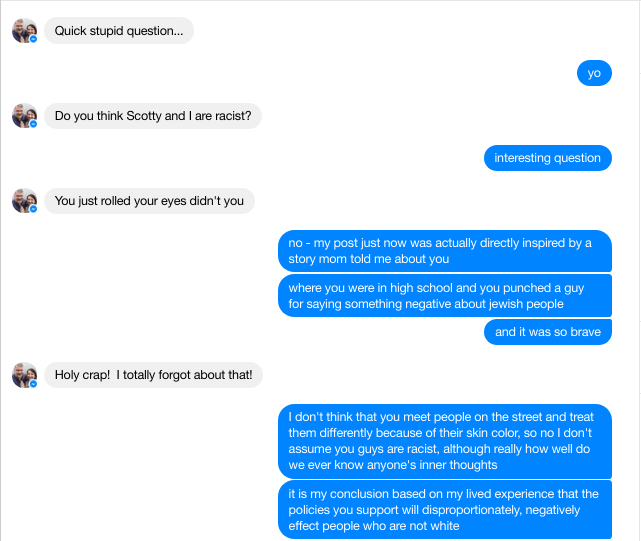 Quick stupid question...
yo
Do you think Scotty and I are racist?
interesting question
You just rolled your eyes didn't you
no - my post just now was actually directly inspired by a
story mom told me about you
where you were in high school and you punched a guy
for saying something negative about jewish people
and it was so brave
Holy crap!  I totally forgot about that!
I don't think that you meet people on the street and treat
them differently because of their skin color, so no I don't
assume you guys are racist, although really how well do
we ever know anyone's inner thoughts
it is my conclusion based on my lived experience that the
policies you support will disproportionately, negatively
effect people who are not white